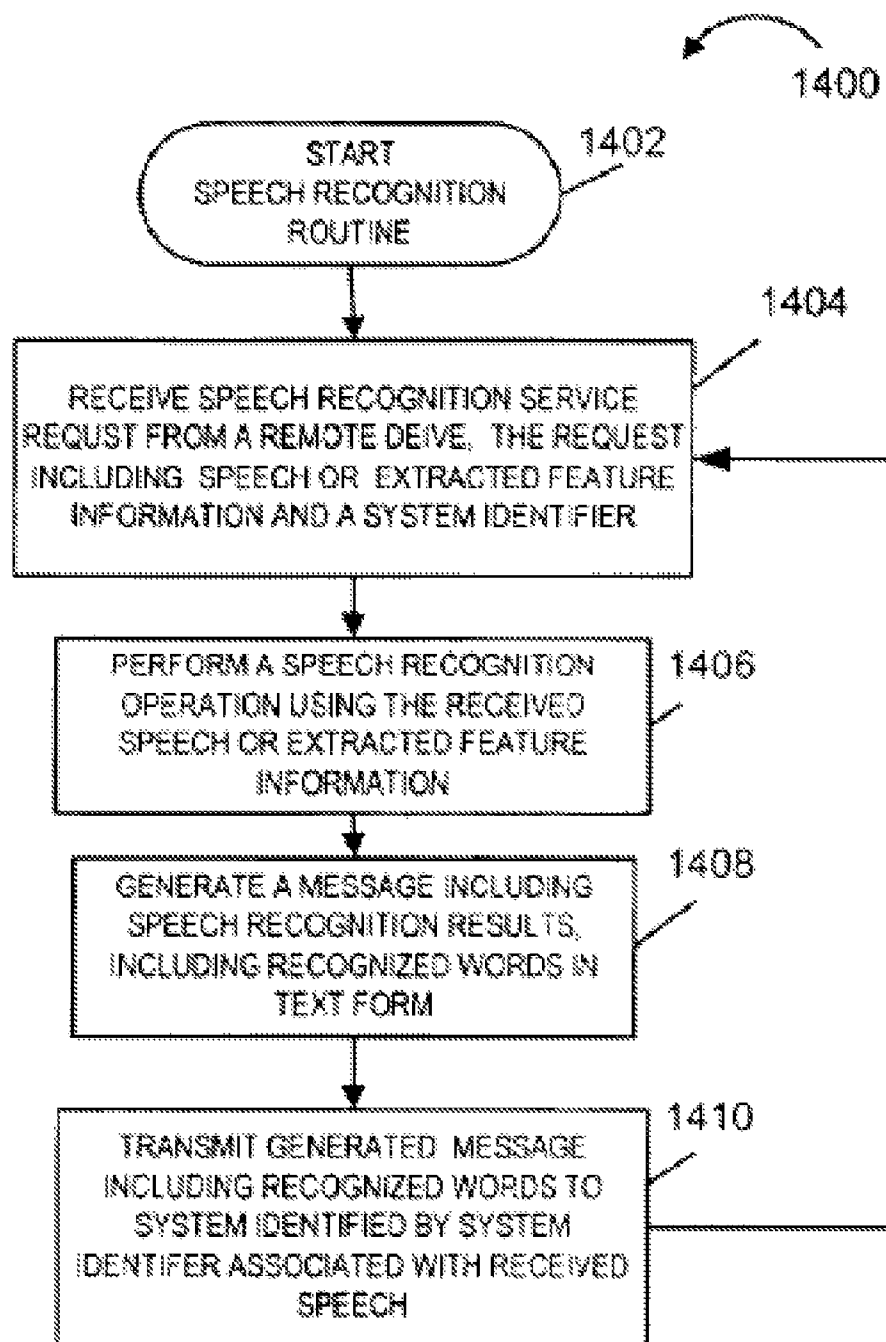 1400
START
SPEECH RECOGNITION
ROUTINE
1402
1404
RECEIVE SPEECH RECOGNITION SERVICE
REQUST FROM A REMOTE DEIVE, THE REQUEST
INCLUDING SPEECH OR EXTRACTED FEATURE
INFORMATION AND A SYSTEM IDENTIFIER
1406
PERFORM A SPEECH RECOGNITION
OPERATION USING THE RECEIVED
SPEECH OR EXTRACTED FEATURE
INFORMATION
1408
GENERATE A MESSAGE INCLUDING
SPEECH RECOGNITION RESULTS,
INCLUDING RECOGNIZED WORDS IN
TEXT FORM
1410
TRANSMIT GENERATED MESSAGE
INCLUDING RECOGNIZED WORDS TO
SYSTEM IDENTIFIED BY SYSTEM
IDENTIFER ASSOCIATED WITH RECEIVED
SPEECH